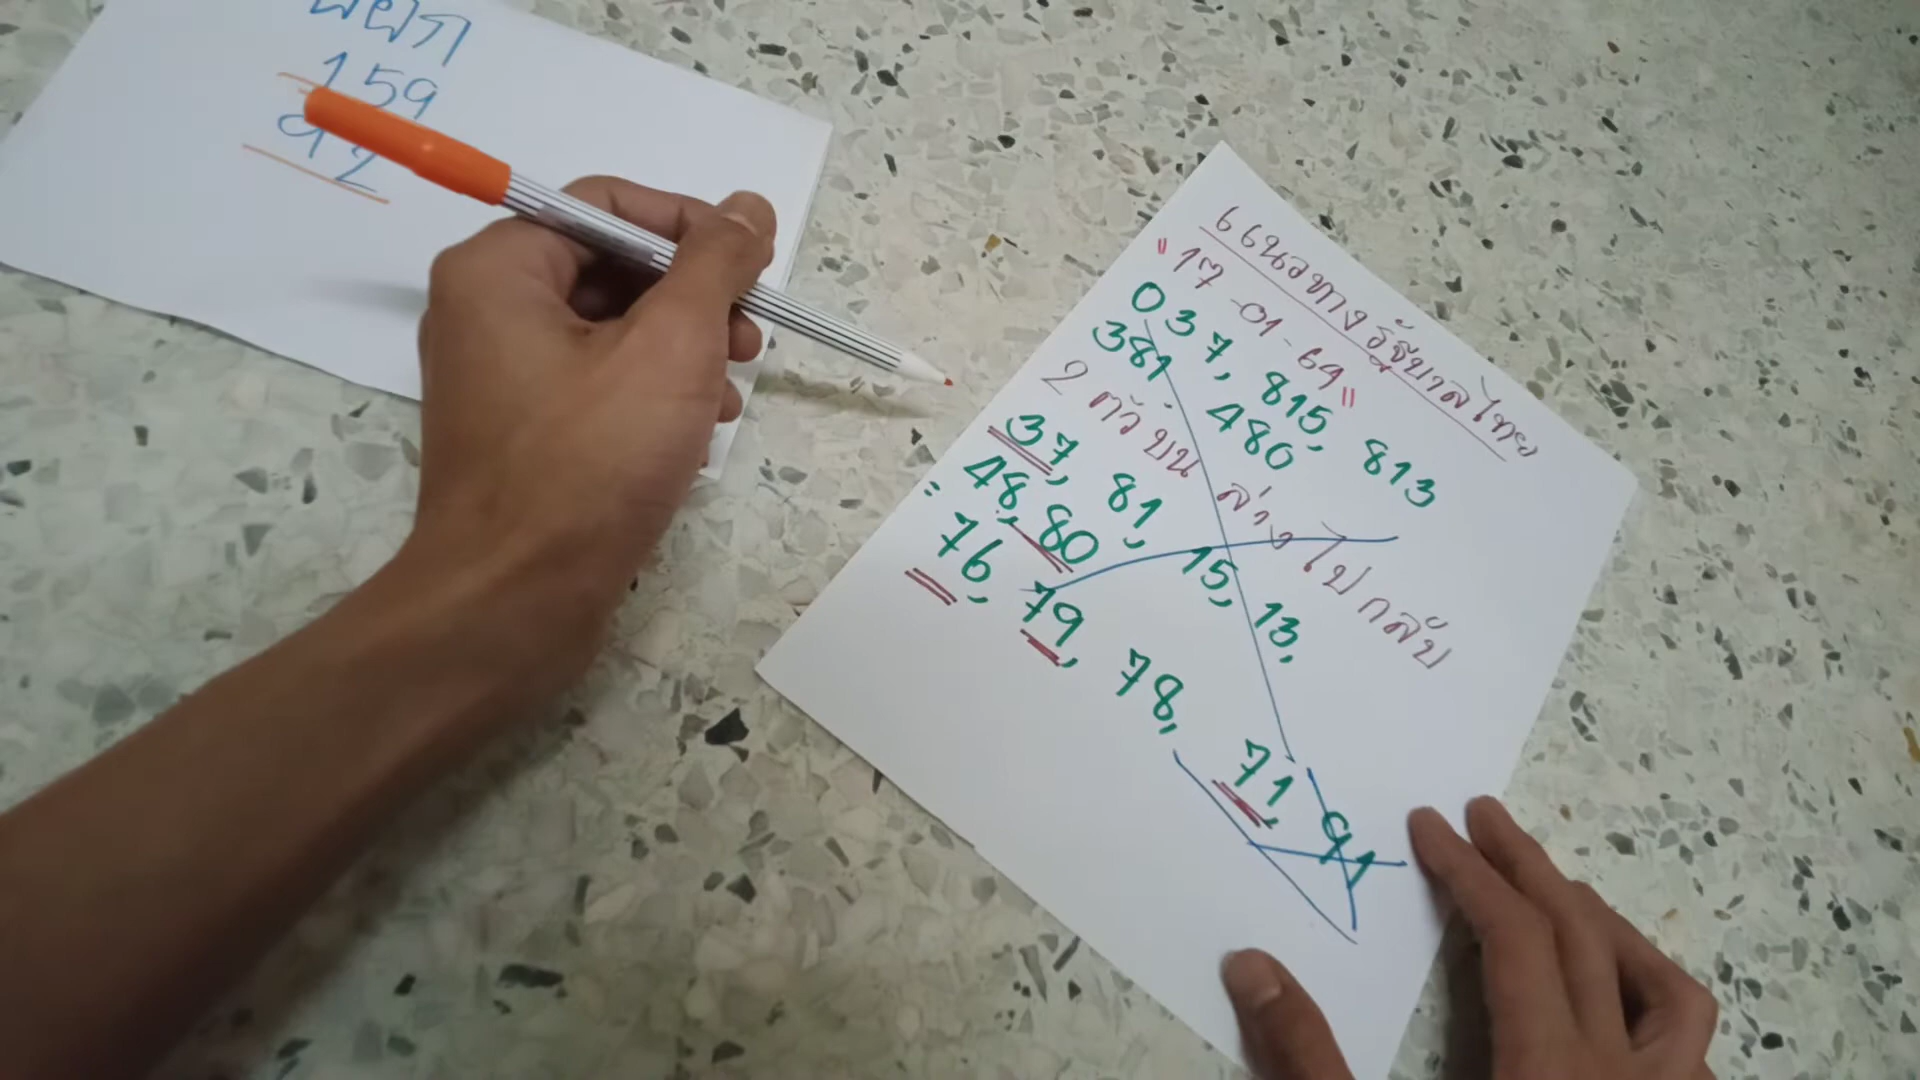 159
92
แนวทางรัฐบาลไทย
"17-01-69"
037, 815, 813
381 480
2 ตัวบนล่างไปกลับ
37, 81, 15, 13,
= 48, 80
76, 79, 78, 71, 91